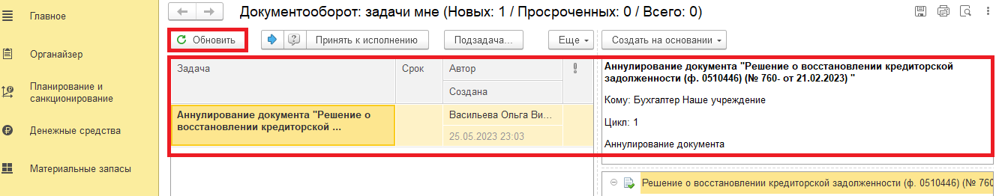 Главное
Органайзер
Планирование и
санкционирование
Денежные средства
Материальные запасы
Документооборот: задачи мне (Новых: 1 / Просроченных: 0 / Всего: 0)
Обновить
Принять к исполнению
Подзадача...
Еще
Создать на основании
Задача
Срок
Автор
Создана
Аннулирование документа "Решение о
восстановлении кредиторской ...
Васильева Ольга Ви...
25.05.2023 23:03
Аннулирование документа "Решение о восстановлении кредиторской
задолженности (ф. 0510446) (№ 760- от 21.02.2023) "
Кому: Бухгалтер Наше учреждение
Цикл: 1
Аннулирование документа
Решение о восстановлении кредиторской задолженности (ф. 0510446) (№ 760